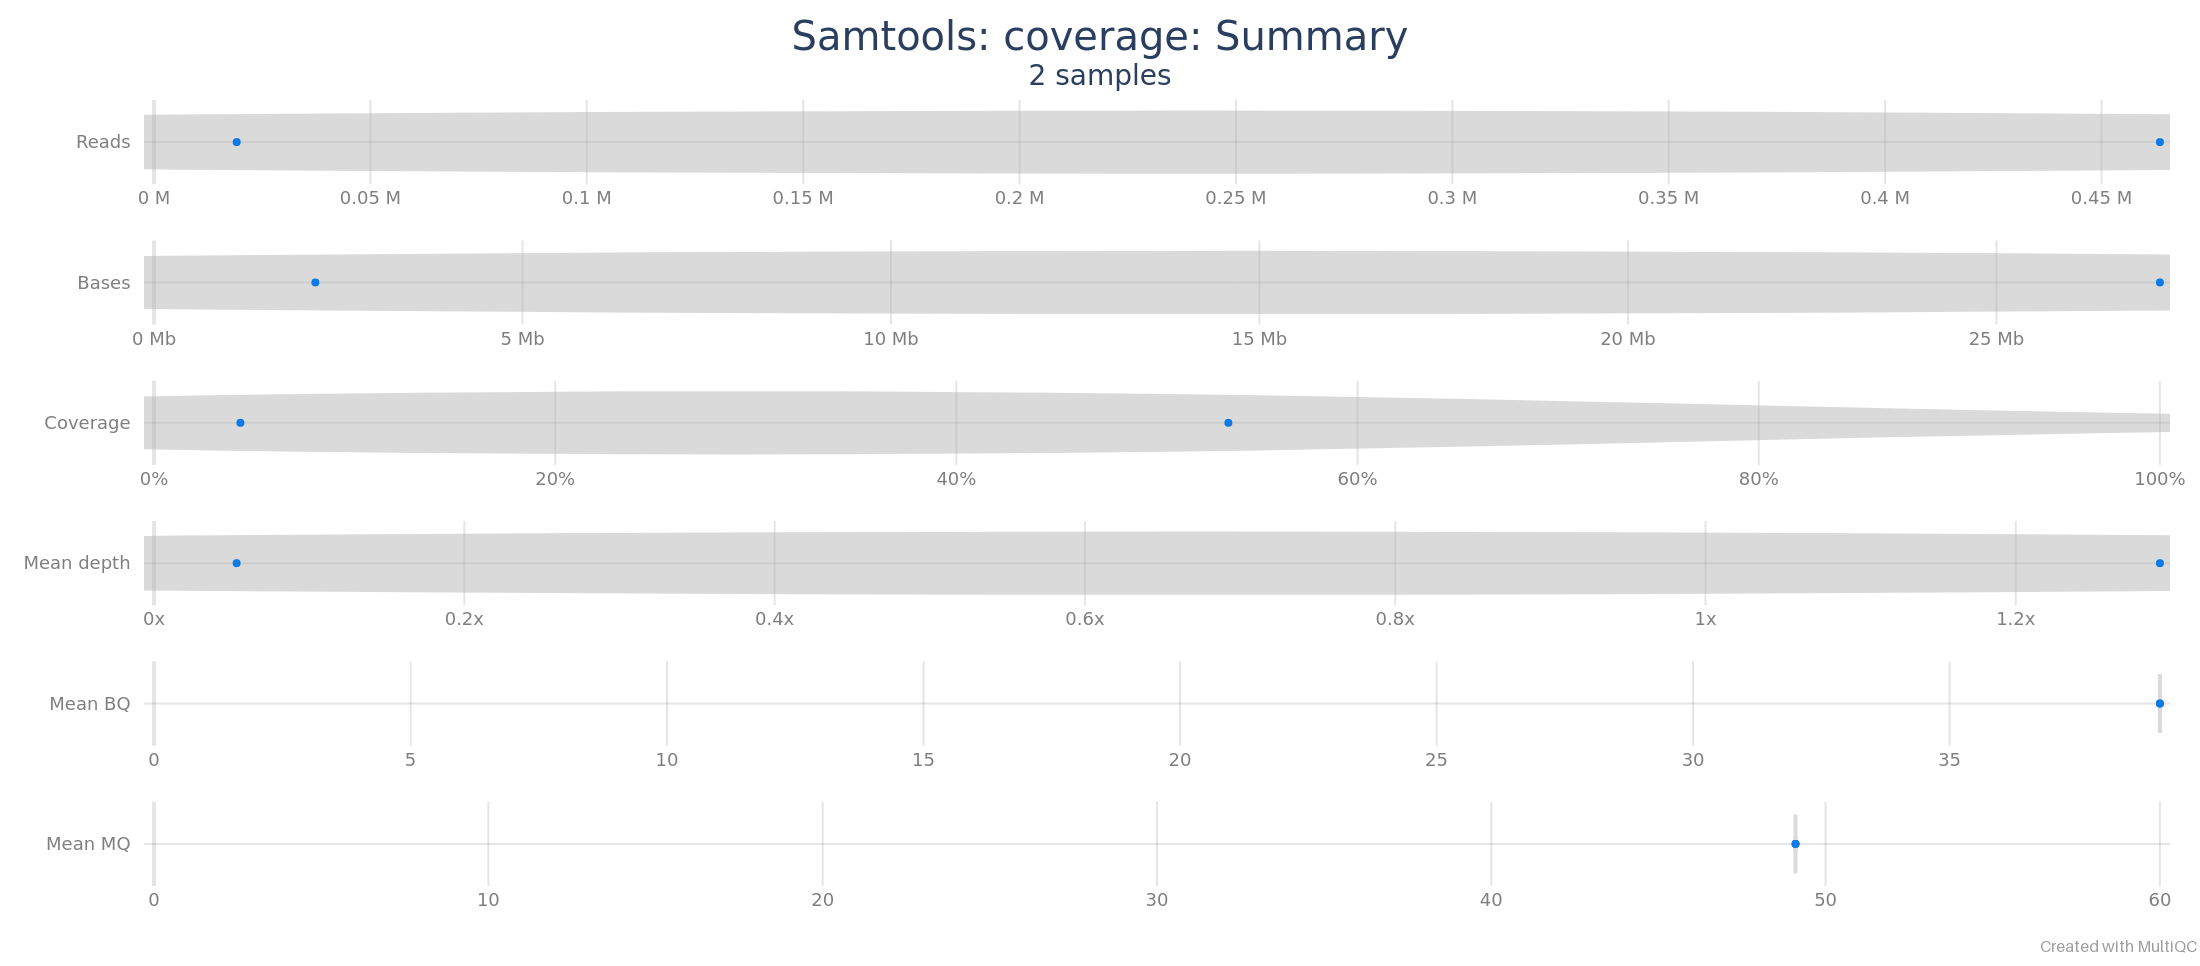 Samtools: coverage: Summary
2 samples
Reads
0 M 0.05 M 0.1 M 0.15 M 0.2 M 0.25 M 0.3 M 0.35 M 0.4 M 0.45 M
Bases
0 Mb 5 Mb 10 Mb 15 Mb 20 Mb 25 Mb
Coverage
0% 20% 40% 60% 80% 100%
Mean depth
0x 0.2x 0.4x 0.6x 0.8x 1x 1.2x
Mean BQ
0 5 10 15 20 25 30 35
Mean MQ
0 10 20 30 40 50 60
Created with MultiQC